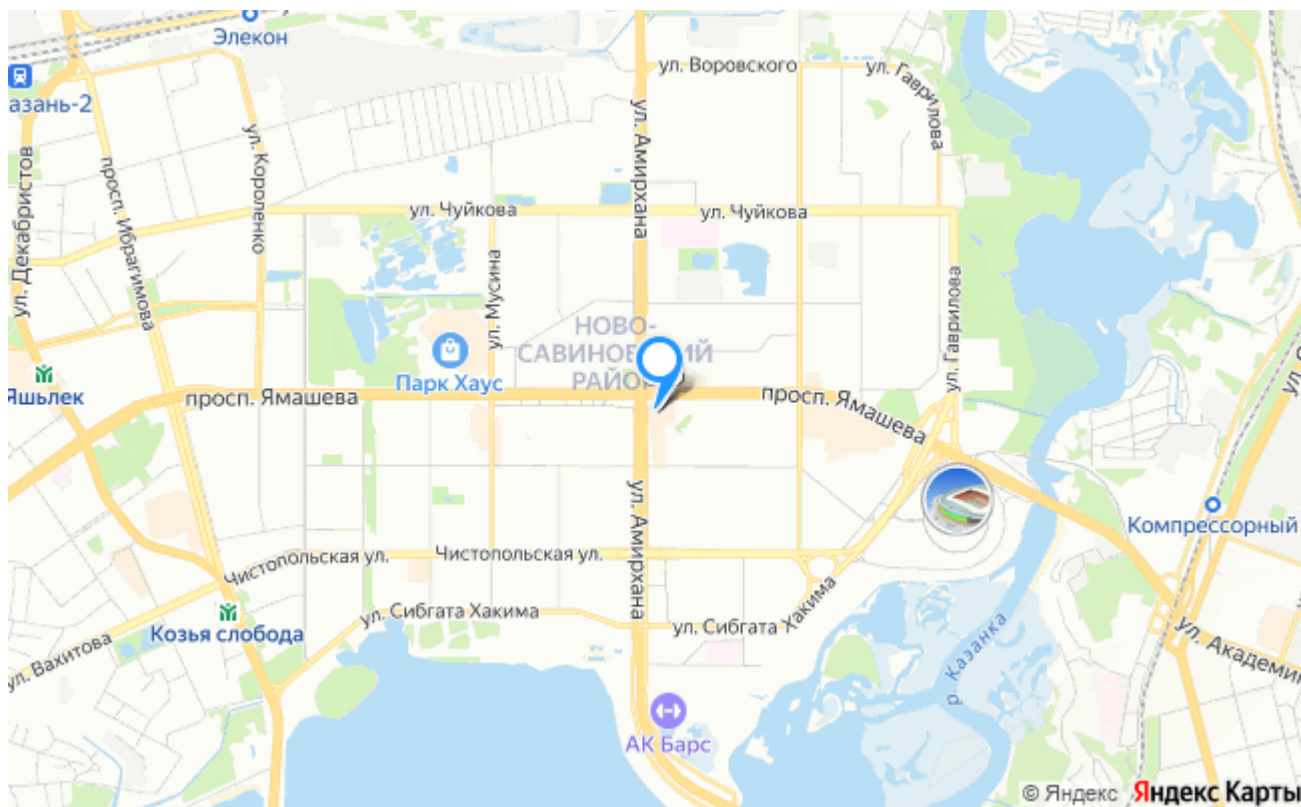 Элекон
ул. Воровского
ул. Гаврилова
азань-2
ул. Декабристов
просп. Ибрагимова
ул. Короленко
ул. Амирхана
ул. Чуйкова
ул. Чуйкова
ул. Мусина
ул. Гаврилова
НОВО-
САВИНОВСКИЙ
РАЙОН
Яшьлек
Парк Хаус
просп. Ямашева
просп. Ямашева
Компрессорный
ул. Амирхана
Чистопольская ул.
Чистопольская ул.
Козья слобода
ул. Сибгата Хакима
ул. Сибгата Хакима
ул. Вахитова
р. Казанка
ул. Академи
АК Барс
© Яндекс Яндекс Карты